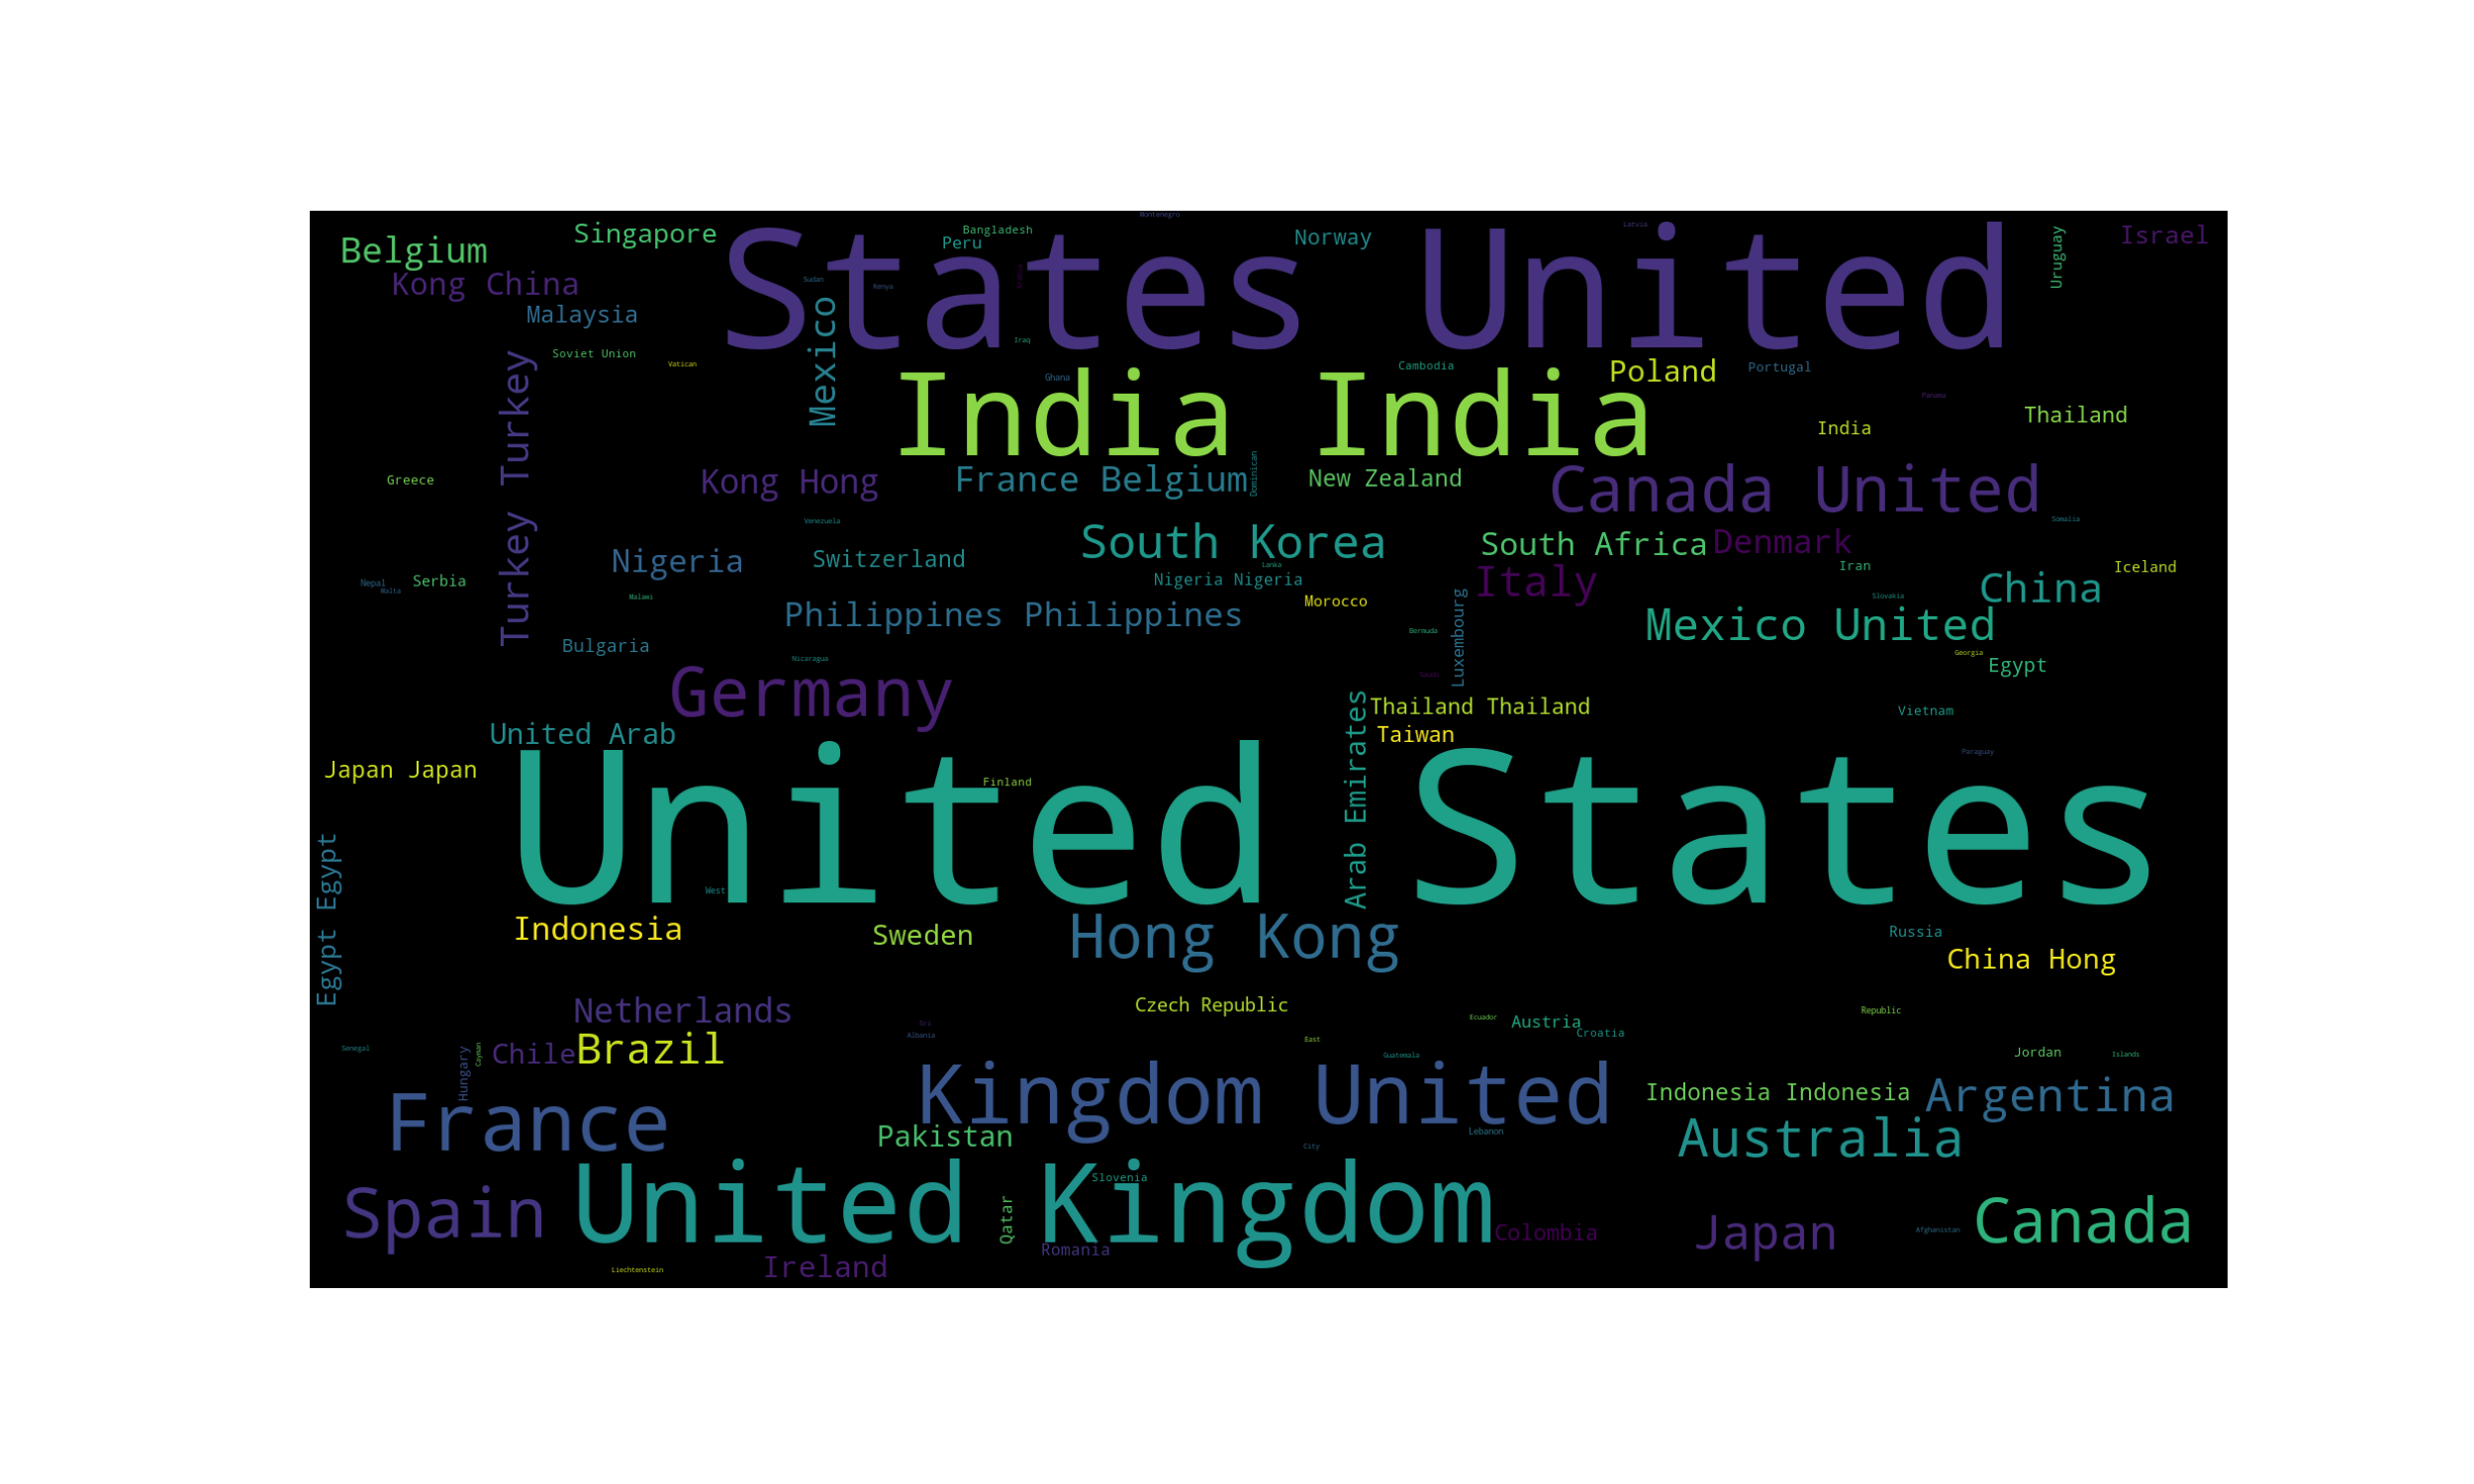 Montenegro
Latvia
States United
Singapore
Belgium
Bangladesh
Peru
Norway
Uruguay
Israel
Kong China
Sudan
Kenya
Malaysia
Mexico
Iraq
Soviet Union
Vatican
Turkey Turkey
India India
Ghana
Cambodia
Poland
Portugal
Panama
Thailand
India
Greece
Kong Hong
France Belgium
Dominican
New Zealand
Canada United
Venezuela
Somalia
South Korea
South Africa
Denmark
Nigeria
Switzerland
Lanka
Nigeria Nigeria
Italy
Iran
Iceland
China
Nepal
Malta
Serbia
Malawi
Philippines Philippines
Morocco
Luxembourg
Slovakia
Mexico United
Bermuda
Bulgaria
Nicaragua
Georgia
Egypt
Germany
Saudi
Thailand Thailand
Vietnam
United Arab
Arab Emirates
Taiwan
Japan Japan
Paraguay
United States
Finland
West
Egypt Egypt
Indonesia
Sweden
Hong Kong
Russia
China Hong
Netherlands
Czech Republic
Republic
Sri
Albania
Ecuador
Austria
Croatia
East
Senegal
Hungary
Cayman
Chile
Brazil
Guatemala
Jordan
Islands
France
Kingdom United
Indonesia Indonesia
Argentina
Pakistan
Lebanon
City
Australia
Spain
United Kingdom
Slovenia
Qatar
Colombia
Japan
Afghanistan
Canada
Romania
Ireland
Liechtenstein